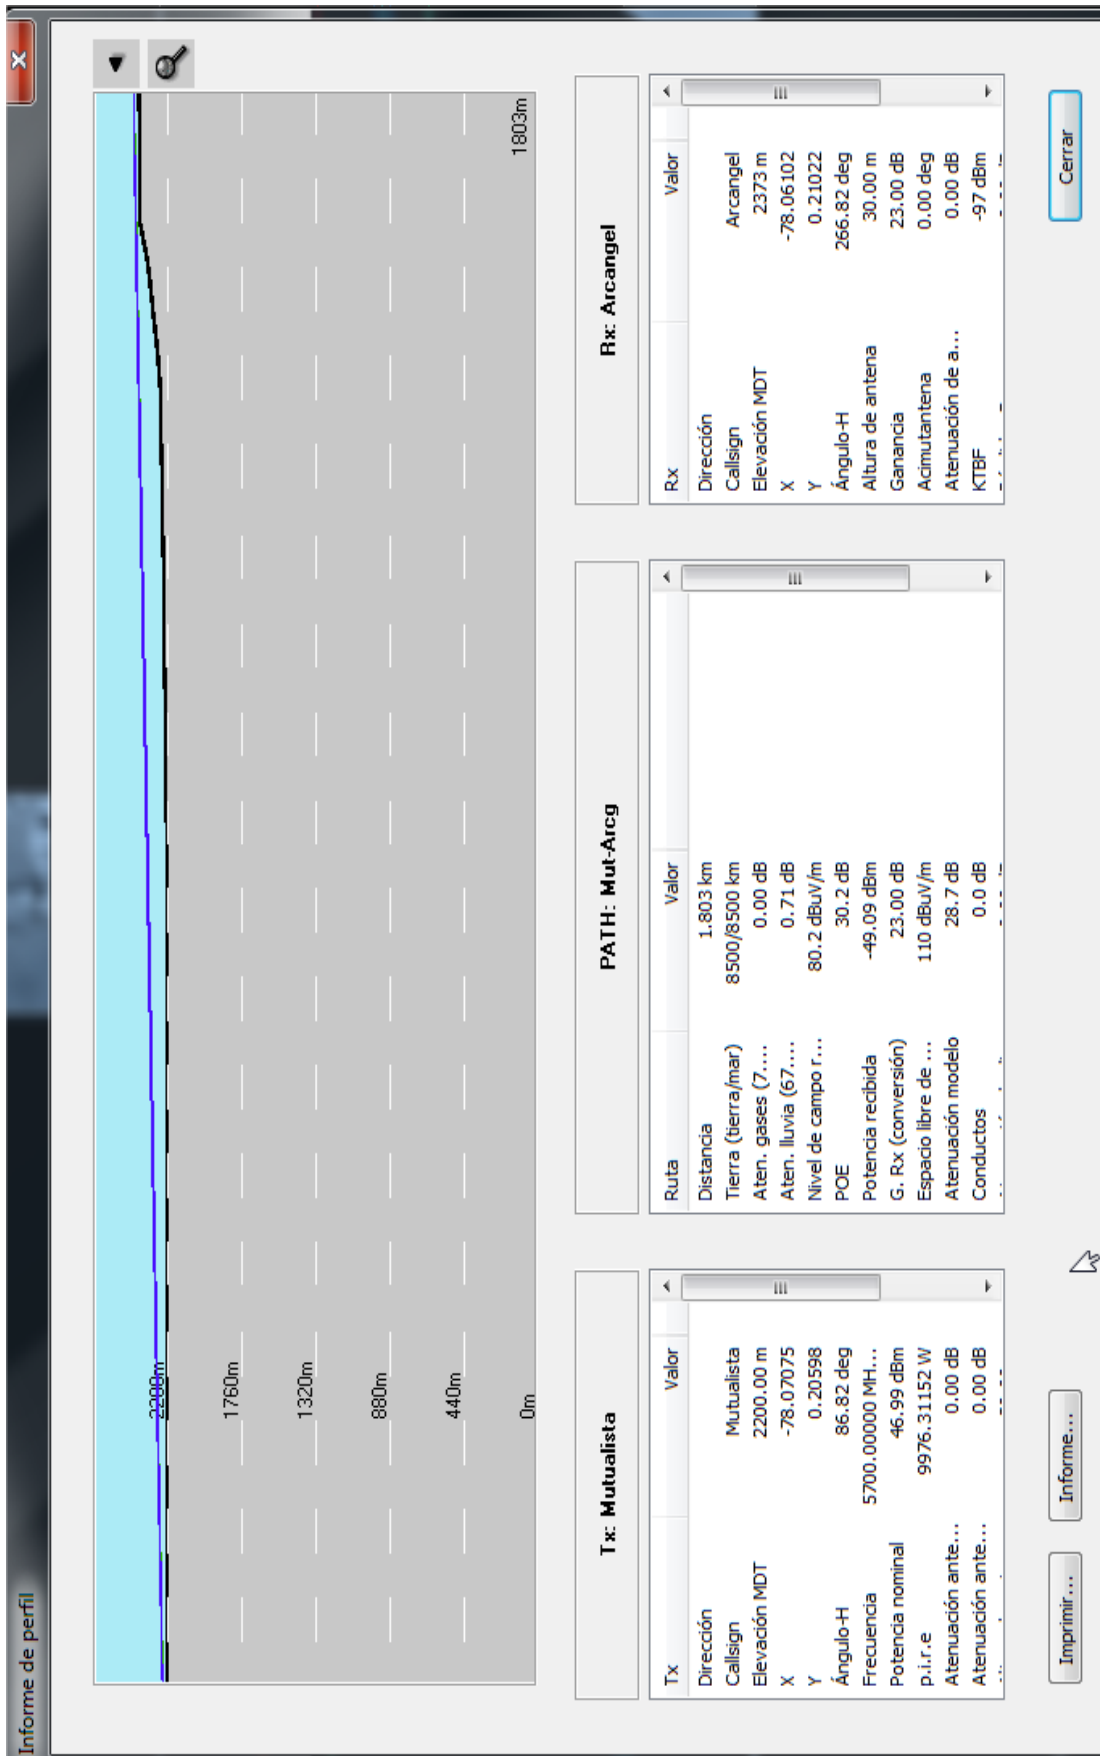 Informe de perfil
x
2200m
1760m
1320m
880m
440m
0m
1803m
Tx: Mutualista
Tx Valor
Dirección
Callsign Mutualista
Elevación MDT 2200.00 m
X -78.07075
Y 0.20598
Ángulo-H 86.82 deg
Frecuencia 5700.00000 MH...
Potencia nominal 46.99 dBm
p.i.r.e 9976.31152 W
Atenuación ante... 0.00 dB
Atenuación ante... 0.00 dB
PATH: Mut-Arcg
Ruta Valor
Distancia 1.803 km
Tierra (tierra/mar) 8500/8500 km
Aten. gases (7.... 0.00 dB
Aten. lluvia (67.... 0.71 dB
Nivel de campo r... 80.2 dBuV/m
POE 30.2 dB
Potencia recibida -49.09 dBm
G. Rx (conversión) 23.00 dB
Espacio libre de ... 110 dBuV/m
Atenuación modelo 28.7 dB
Conductos 0.0 dB
Rx: Arcangel
Rx Valor
Dirección
Callsign Arcangel
Elevación MDT 2373 m
X -78.06102
Y 0.21022
Ángulo-H 266.82 deg
Altura de antena 30.00 m
Ganancia 23.00 dB
Acimutantena 0.00 deg
Atenuación de a... 0.00 dB
KTBF -97 dBm
Imprimir...
Informe...
Cerrar